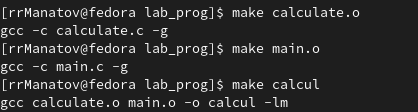 [rrManatov@fedora lab_prog]$ make calculate.o
gcc -c calculate.c -g
[rrManatov@fedora lab_prog]$ make main.o
gcc -c main.c -g
[rrManatov@fedora lab_prog]$ make calcul
gcc calculate.o main.o -o calcul -lm